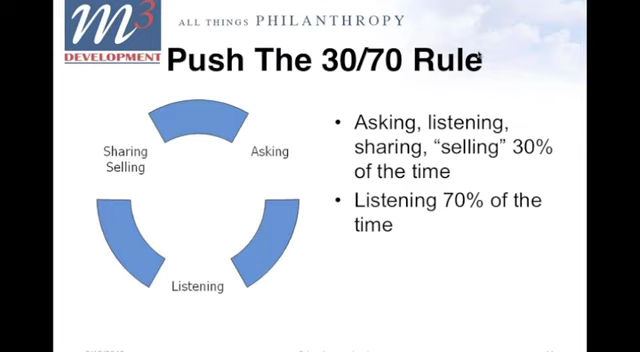 m3
ALL THINGS PHILANTHROPY
DEVELOPMENT
Push The 30/70 Rule
Sharing
Selling
Asking
Listening
• Asking, listening,
sharing, “selling” 30%
of the time
• Listening 70% of the
time